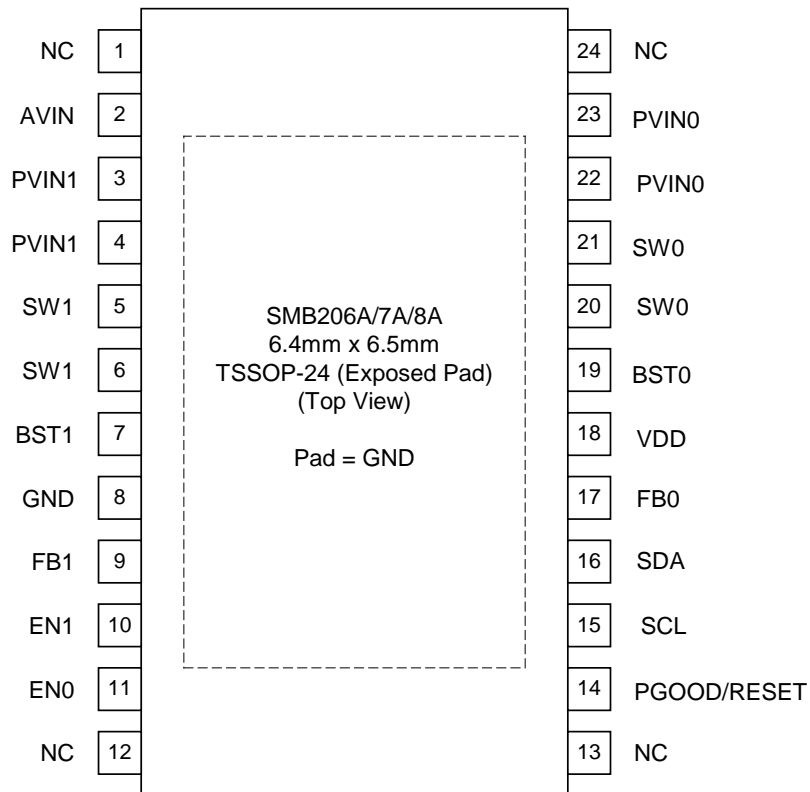 NC 1 24 NC
AVIN 2 23 PVIN0
PVIN1 3 22 PVIN0
PVIN1 4 21 SW0
SW1 5 20 SW0
SMB206A/7A/8A
6.4mm x 6.5mm
SW1 6 19 BST0
TSSOP-24 (Exposed Pad)
(Top View)
BST1 7 18 VDD
Pad = GND
GND 8 17 FB0
FB1 9 16 SDA
EN1 10 15 SCL
EN0 11 14 PGOOD/RESET
NC 12 13 NC